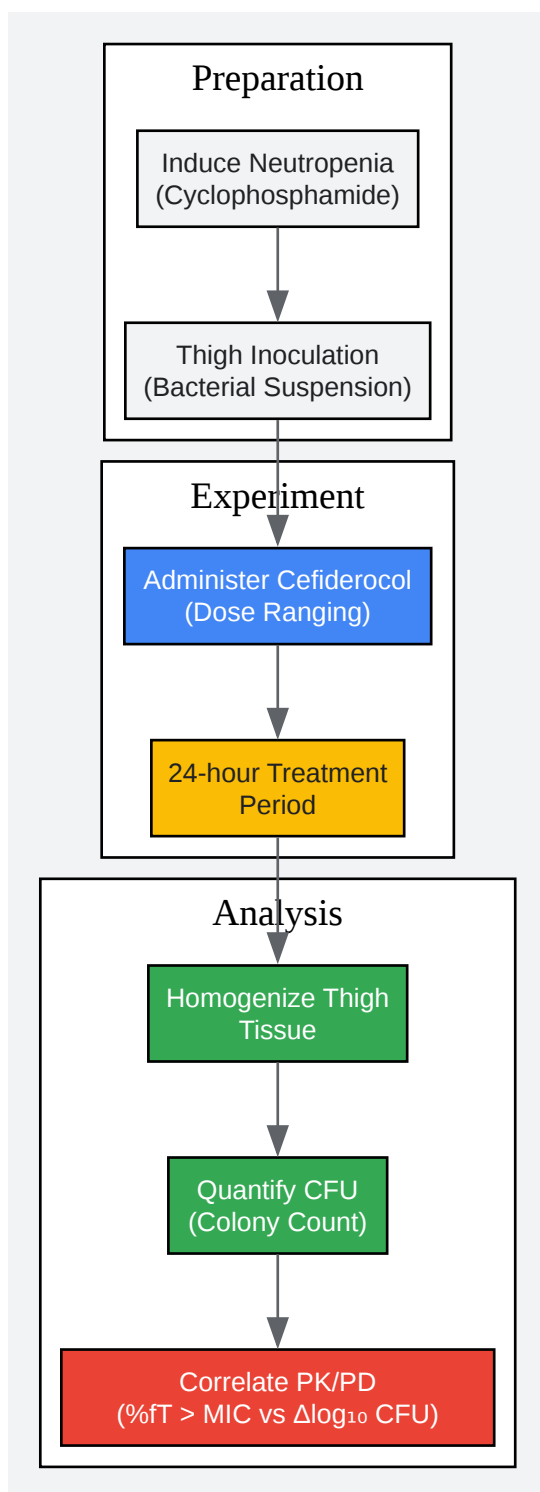 Preparation
Induce Neutropenia
(Cyclophosphamide)
Thigh Inoculation
(Bacterial Suspension)
Experiment
Administer Cefiderocol
(Dose Ranging)
24-hour Treatment
Period
Analysis
Homogenize Thigh
Tissue
Quantify CFU
(Colony Count)
Correlate PK/PD
(%fT > MIC vs Δlog₁₀ CFU)